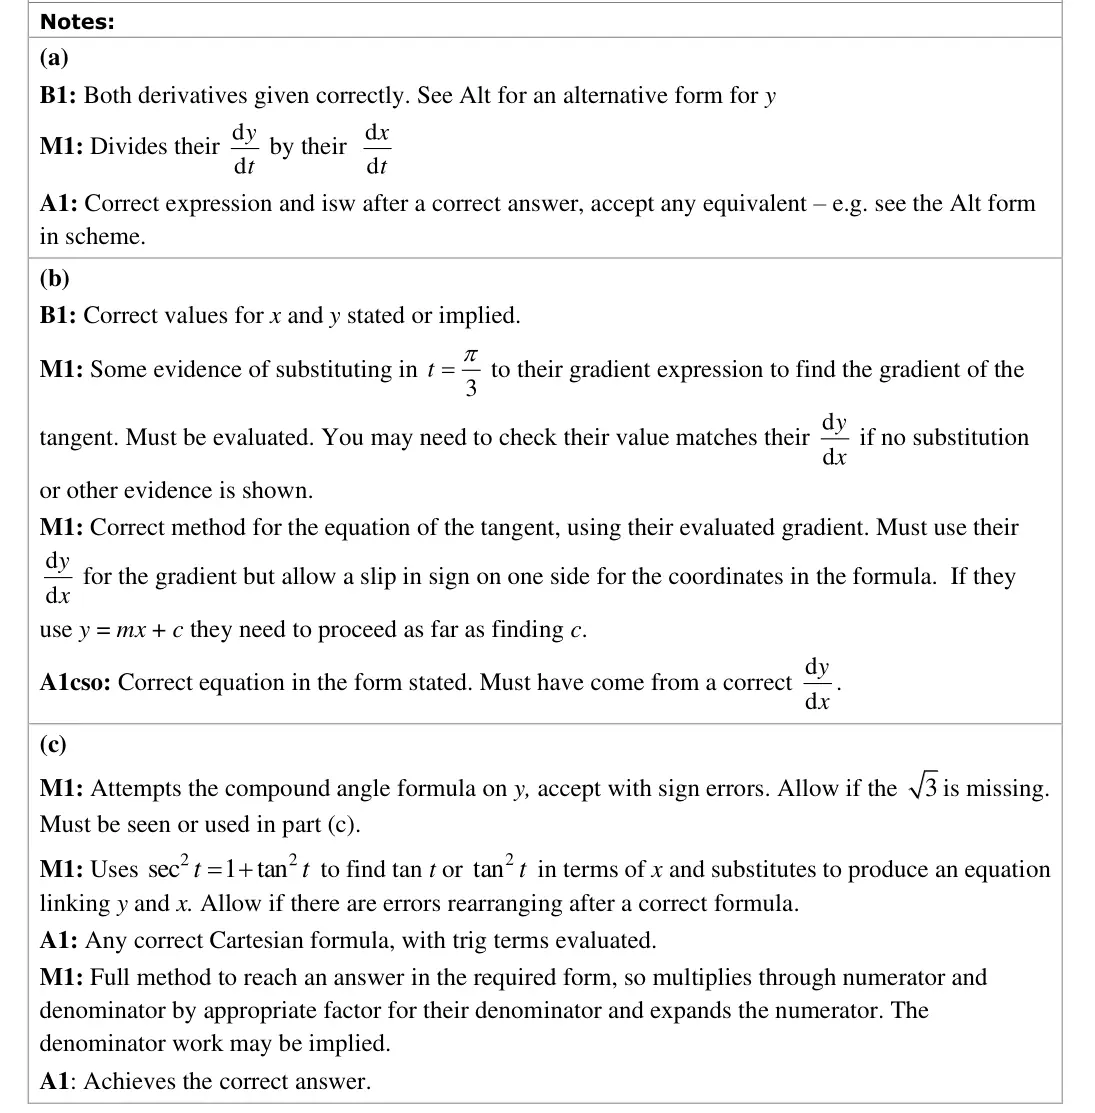 Notes:
(a)
B1: Both derivatives given correctly. See Alt for an alternative form for y
M1: Divides their dy/dt by their dx/dt
A1: Correct expression and isw after a correct answer, accept any equivalent – e.g. see the Alt form
in scheme.
(b)
B1: Correct values for x and y stated or implied.
M1: Some evidence of substituting in t = π/3 to their gradient expression to find the gradient of the
tangent. Must be evaluated. You may need to check their value matches their dy/dx if no substitution
or other evidence is shown.
M1: Correct method for the equation of the tangent, using their evaluated gradient. Must use their
dy/dx for the gradient but allow a slip in sign on one side for the coordinates in the formula.  If they
use y = mx + c they need to proceed as far as finding c.
A1cso: Correct equation in the form stated. Must have come from a correct dy/dx.
(c)
M1: Attempts the compound angle formula on y, accept with sign errors. Allow if the √3 is missing.
Must be seen or used in part (c).
M1: Uses sec² t = 1 + tan² t to find tan t or tan² t in terms of x and substitutes to produce an equation
linking y and x. Allow if there are errors rearranging after a correct formula.
A1: Any correct Cartesian formula, with trig terms evaluated.
M1: Full method to reach an answer in the required form, so multiplies through numerator and
denominator by appropriate factor for their denominator and expands the numerator. The
denominator work may be implied.
A1: Achieves the correct answer.